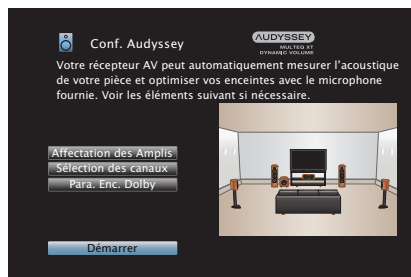 Conf. Audyssey
AUDYSSEY
MULTEQ XT
DYNAMIC VOLUME
Votre récepteur AV peut automatiquement mesurer l'acoustique
de votre pièce et optimiser vos enceintes avec le microphone
fournie. Voir les éléments suivant si nécessaire.
Affectation des Amplis
Sélection des canaux
Para. Enc. Dolby
Démarrer